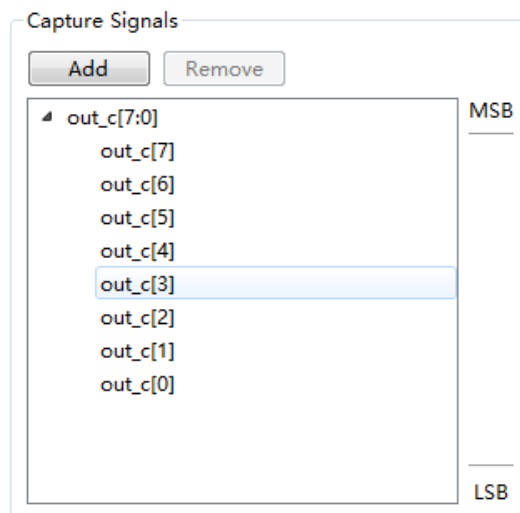 Capture Signals
Add Remove
out_c[7:0] MSB
out_c[7]
out_c[6]
out_c[5]
out_c[4]
out_c[3]
out_c[2]
out_c[1]
out_c[0]
LSB